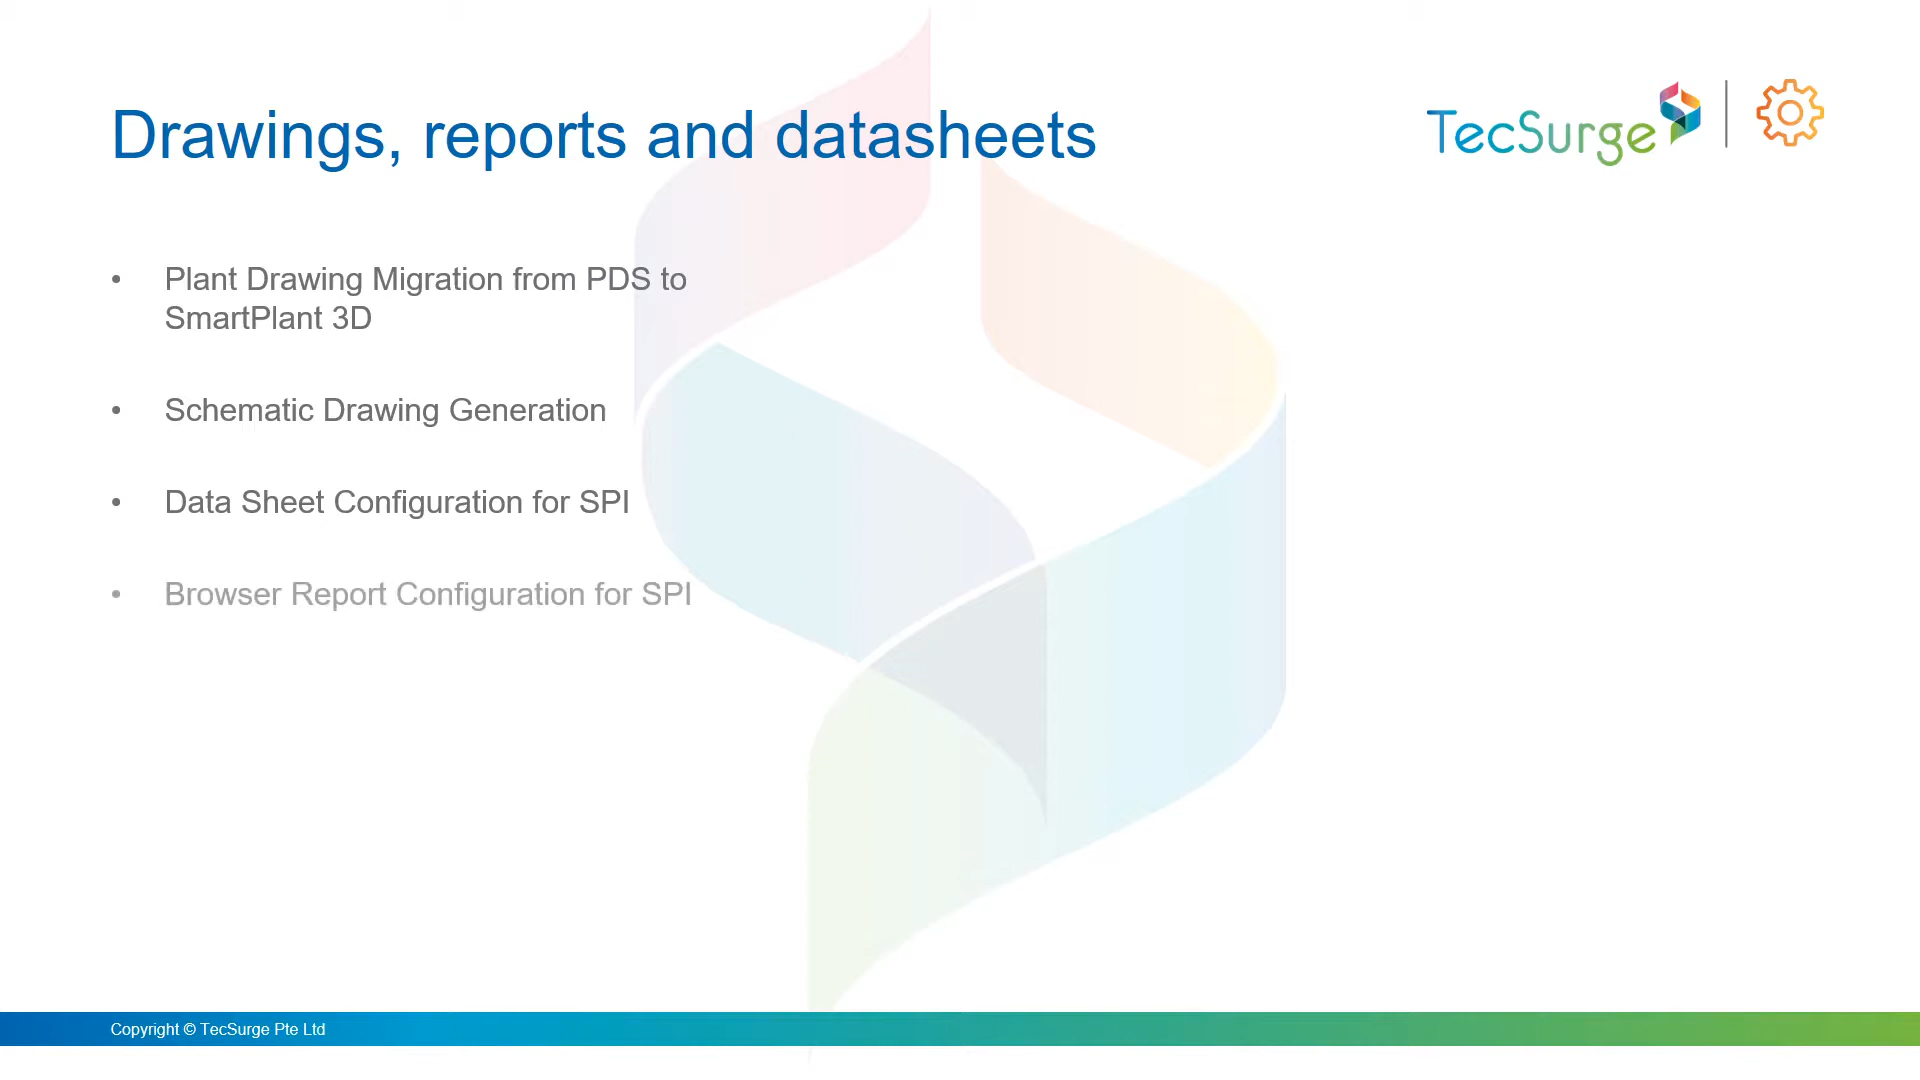 Drawings, reports and datasheets
TecSurge
• Plant Drawing Migration from PDS to
SmartPlant 3D
• Schematic Drawing Generation
• Data Sheet Configuration for SPI
• Browser Report Configuration for SPI
Copyright © TecSurge Pte Ltd